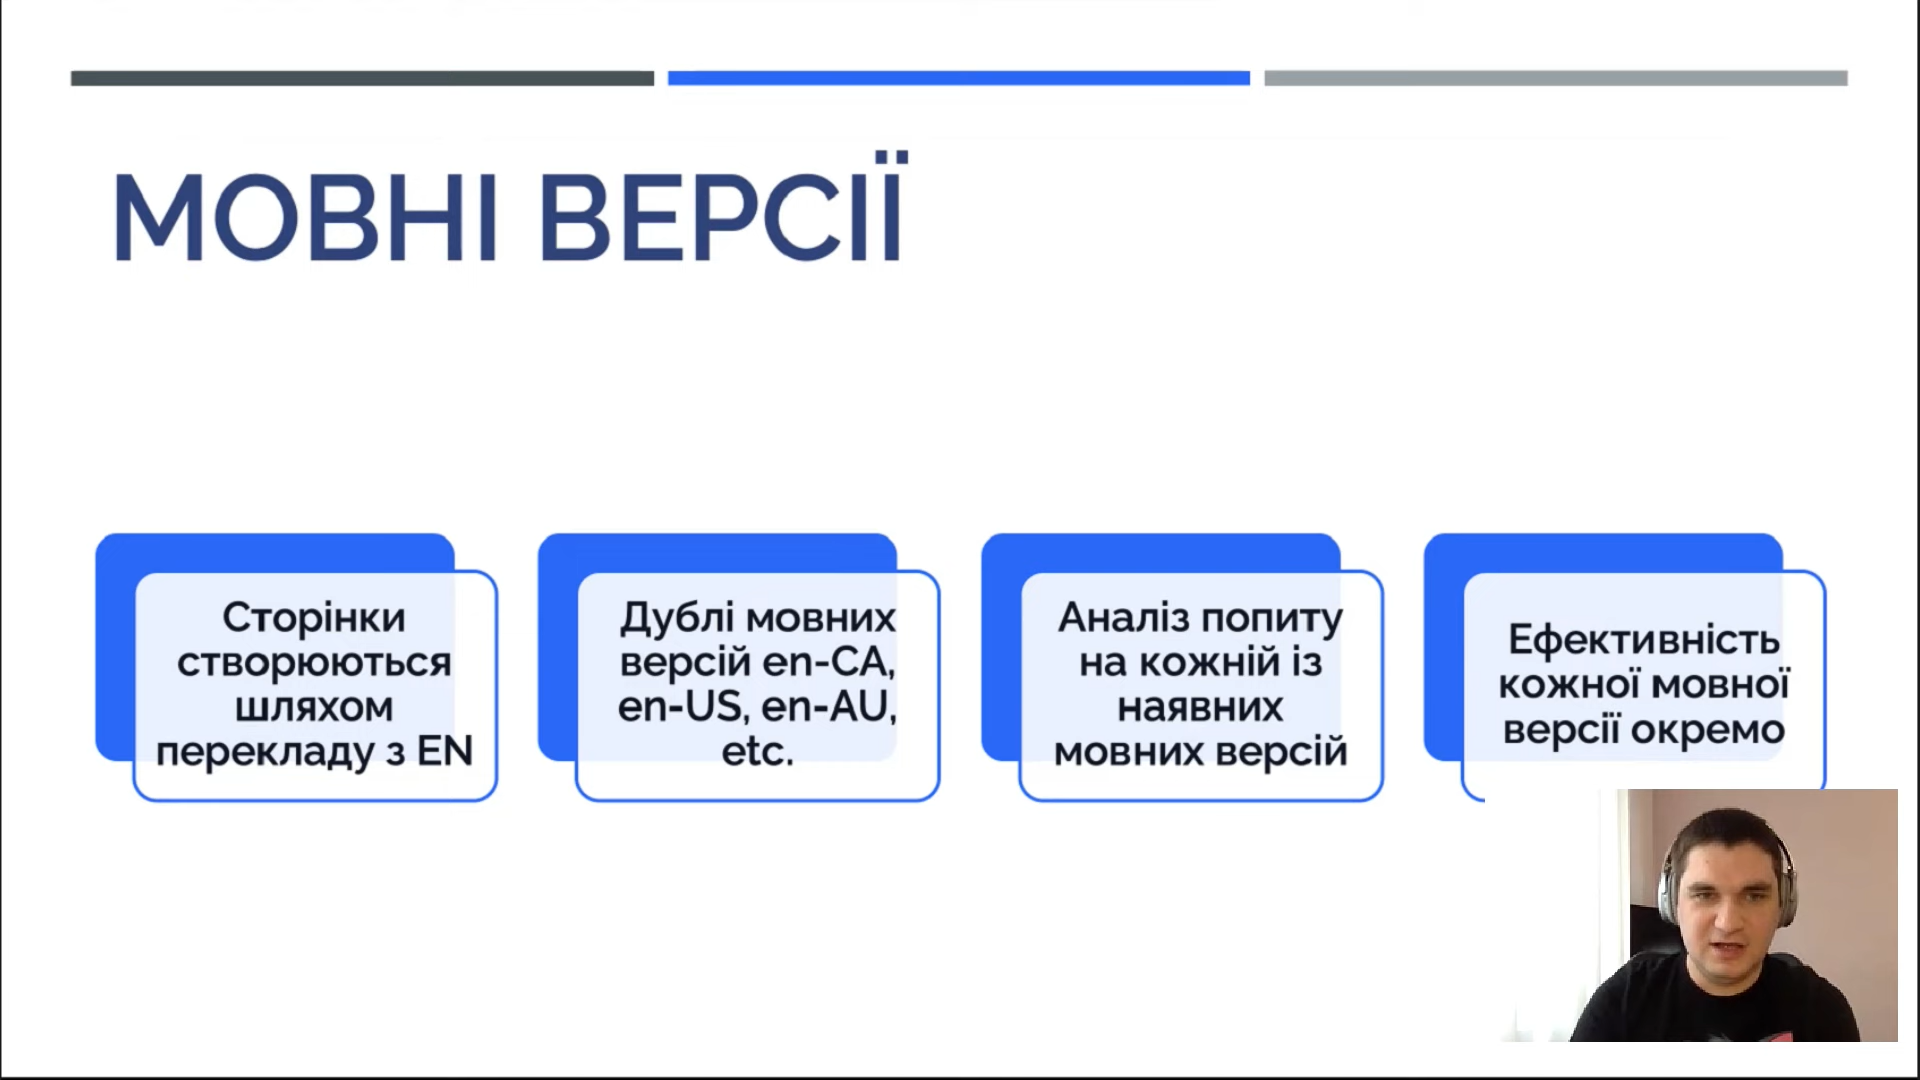 МОВНІ ВЕРСІЇ
Сторінки
створюються
шляхом
перекладу з EN
Дублі мовних
версій en-CA,
en-US, en-AU,
etc.
Аналіз попиту
на кожній із
наявних
мовних версій
Ефективність
кожної мовної
версії окремо